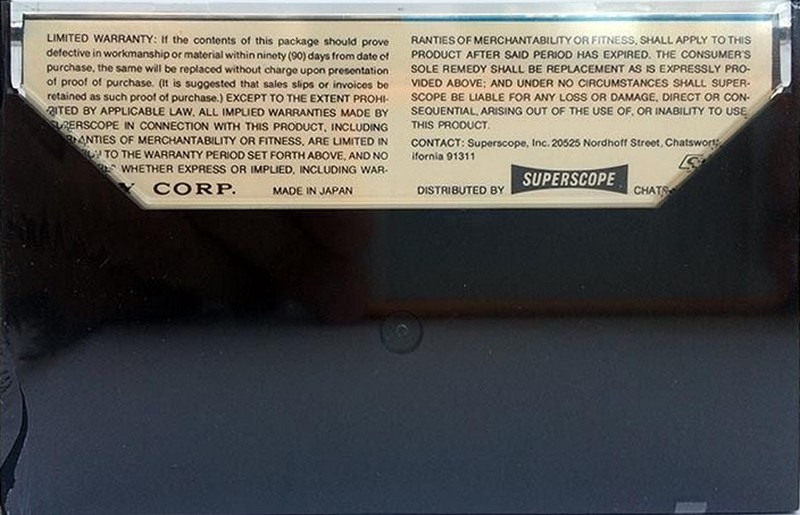 LIMITED WARRANTY: If the contents of this package should prove
defective in workmanship or material within ninety (90) days from date of
purchase, the same will be replaced without charge upon presentation
of proof of purchase. (It is suggested that sales slips or invoices be
retained as such proof of purchase.) EXCEPT TO THE EXTENT PROHI-
BITED BY APPLICABLE LAW, ALL IMPLIED WARRANTIES MADE BY
SUPERSCOPE IN CONNECTION WITH THIS PRODUCT, INCLUDING
OF MERCHANTABILITY OR FITNESS, ARE LIMITED IN
TO THE WARRANTY PERIOD SET FORTH ABOVE, AND NO
WHETHER EXPRESS OR IMPLIED, INCLUDING WAR-
Y CORP. MADE IN JAPAN
RANTIES OF MERCHANTABILITY OR FITNESS, SHALL APPLY TO THIS
PRODUCT AFTER SAID PERIOD HAS EXPIRED. THE CONSUMER'S
SOLE REMEDY SHALL BE REPLACEMENT AS IS EXPRESSLY PRO-
VIDED ABOVE; AND UNDER NO CIRCUMSTANCES SHALL SUPER-
SCOPE BE LIABLE FOR ANY LOSS OR DAMAGE, DIRECT OR CON-
SEQUENTIAL, ARISING OUT OF THE USE OF, OR INABILITY TO USE
THIS PRODUCT.
CONTACT: Superscope, Inc. 20525 Nordhoff Street, Chatswort
ifornia 91311
DISTRIBUTED BY SUPERSCOPE CHATS